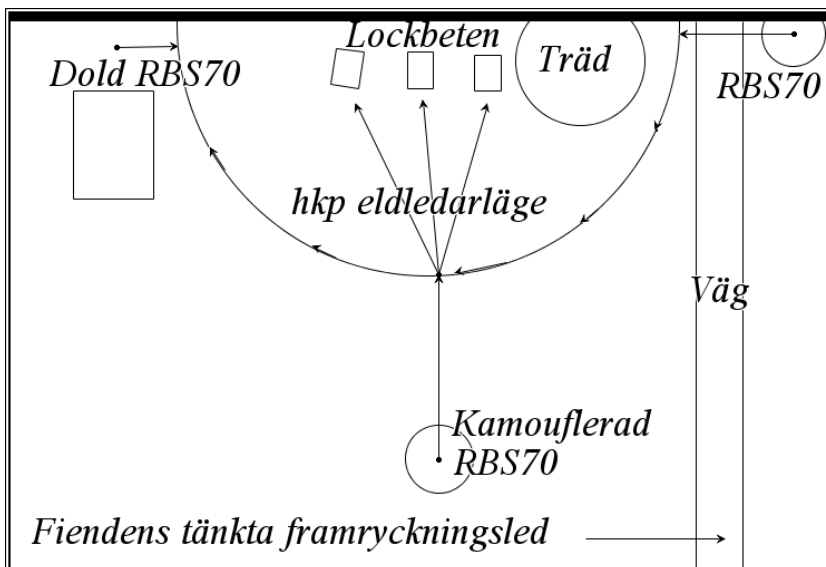 Lockbeten
Dold RBS70
Träd
RBS70
hkp eldledarläge
Väg
Kamouflerad
RBS70
Fiendens tänkta framryckningsled